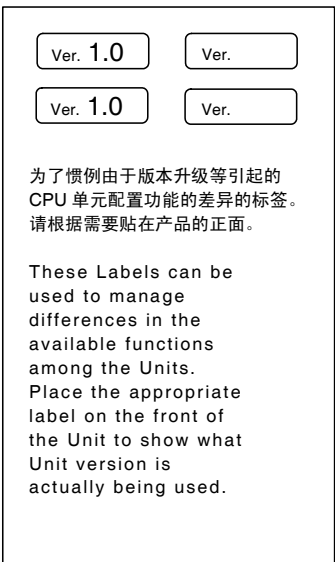 Ver. 1.0 Ver.
Ver. 1.0 Ver.
为了惯例由于版本升级等引起的
CPU 单元配置功能的差异的标签。
请根据需要贴在产品的正面。
These Labels can be
used to manage
differences in the
available functions
among the Units.
Place the appropriate
label on the front of
the Unit to show what
Unit version is
actually being used.